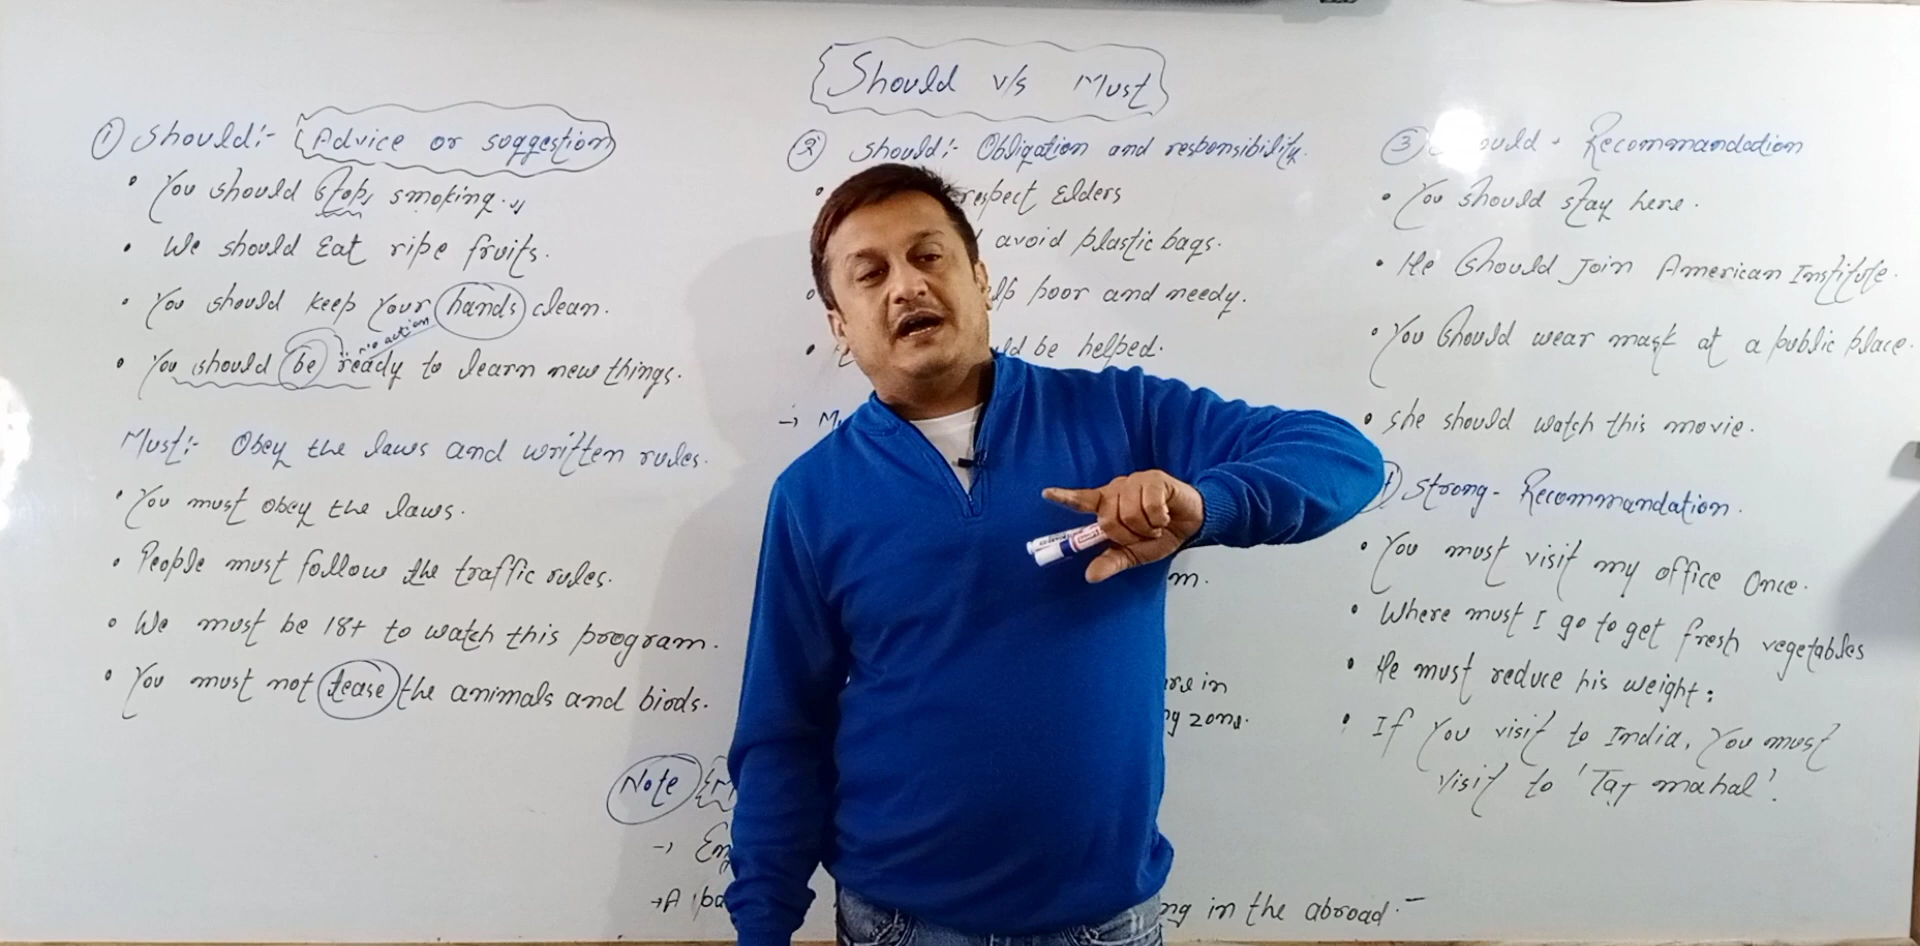 Should v/s Must
① Should:- Advice or suggestion
• You should stop, smoking.
• We should Eat ripe fruits.
• You should keep your hands clean.
no action
• You should be ready to learn new things.
Must:- Obey the laws and written rules.
• You must obey the laws.
• People must follow the traffic rules.
• We must be 18+ to watch this program.
• You must not tease the animals and birds.
② Should:- Obligation and responsibility.
respect Elders
avoid plastic bags.
poor and needy.
be helped.
zone.
③ Recommandadion
• You should stay here.
• He should Join American Institute.
• You should wear mask at a public place.
• she should watch this movie.
Strong - Recommandation.
• You must visit my office Once.
• Where must I go to get fresh vegetables
• He must reduce his weight:
• If you visit to India, you must
visit to 'Taj mahal'.
Note
→ A
in the abroad.-